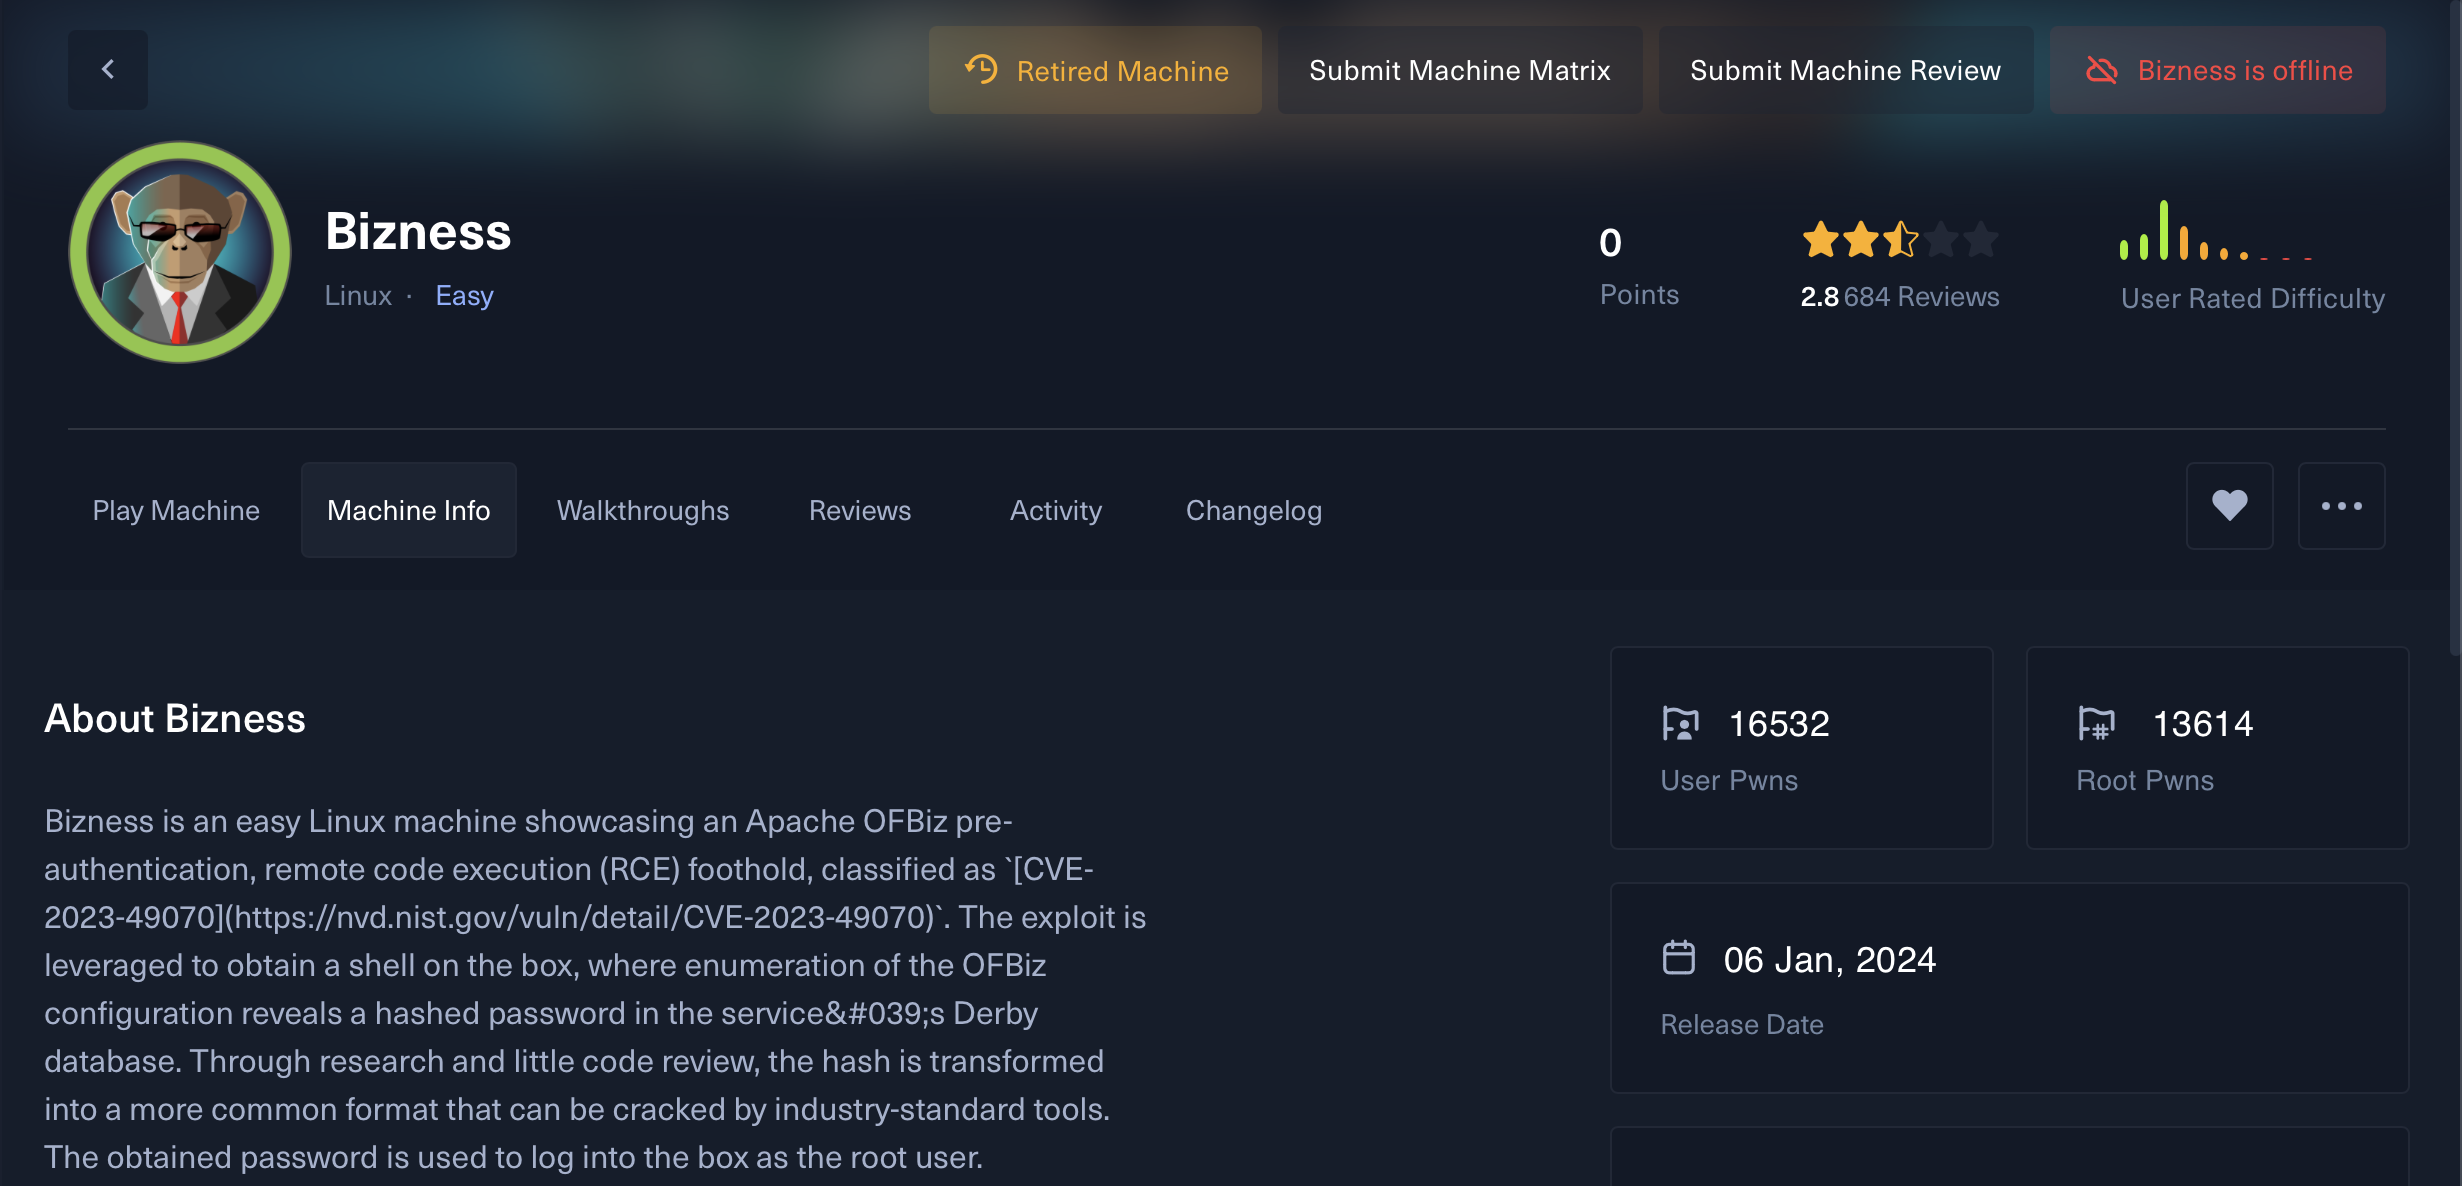 Retired Machine
Submit Machine Matrix
Submit Machine Review
Bizness is offline
Bizness
Linux · Easy
0
Points
2.8 684 Reviews
User Rated Difficulty
Play Machine
Machine Info
Walkthroughs
Reviews
Activity
Changelog
About Bizness
Bizness is an easy Linux machine showcasing an Apache OFBiz pre-
authentication, remote code execution (RCE) foothold, classified as `[CVE-
2023-49070](https://nvd.nist.gov/vuln/detail/CVE-2023-49070)`. The exploit is
leveraged to obtain a shell on the box, where enumeration of the OFBiz
configuration reveals a hashed password in the service&#039;s Derby
database. Through research and little code review, the hash is transformed
into a more common format that can be cracked by industry-standard tools.
The obtained password is used to log into the box as the root user.
16532
User Pwns
13614
Root Pwns
06 Jan, 2024
Release Date